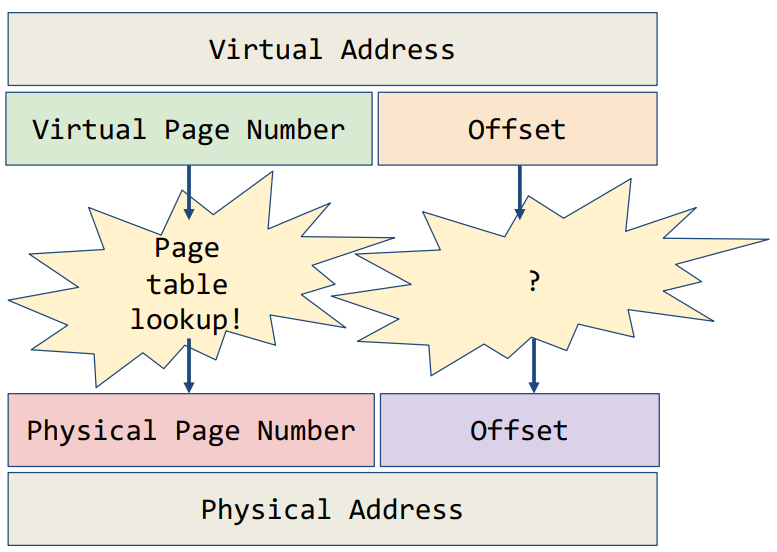 Virtual Address
Virtual Page Number
Offset
Page
table
lookup!
?
Physical Page Number
Offset
Physical Address